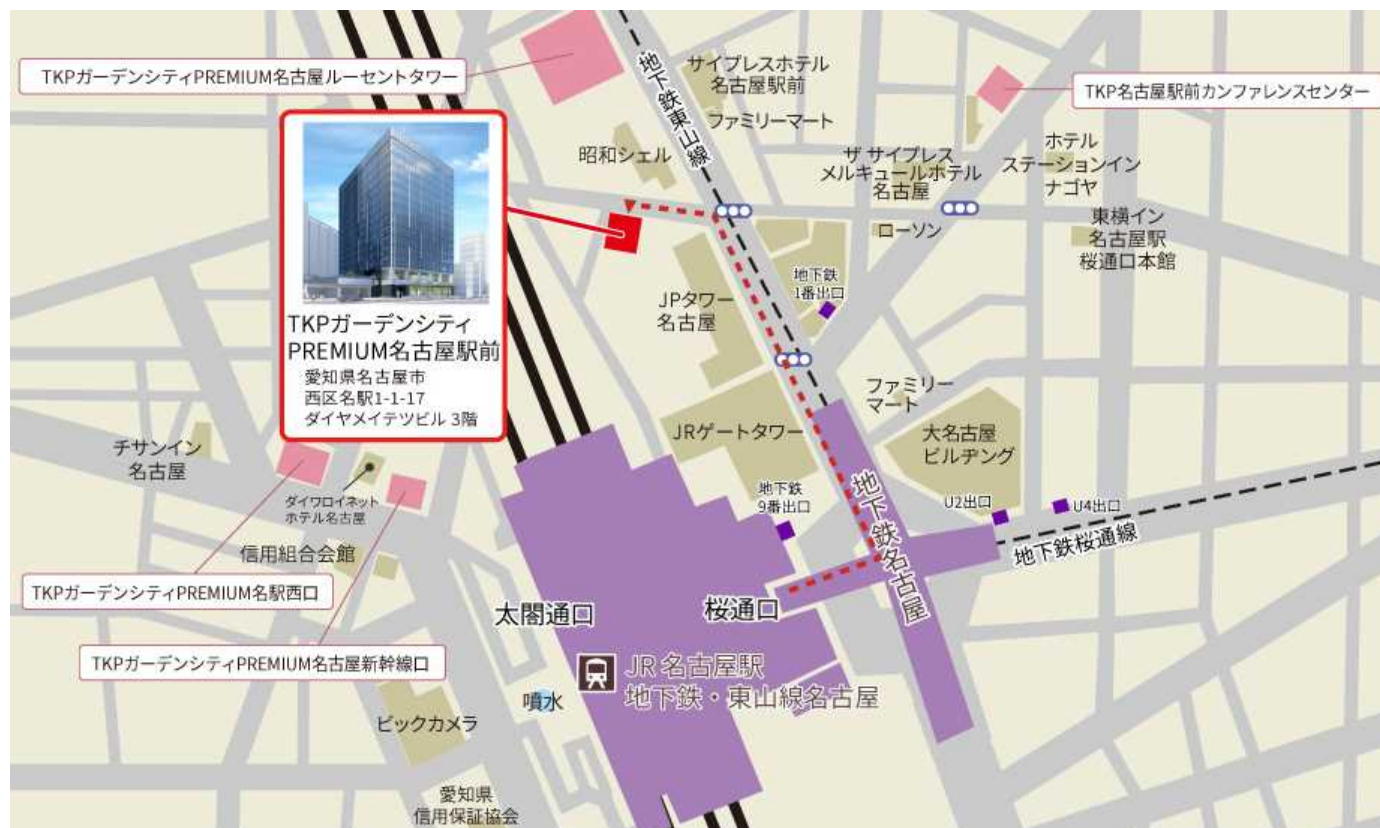 TKPガーデンシティPREMIUM名古屋ルーセントタワー
地下鉄東山線
サイプレスホテル
名古屋駅前
ファミリーマート
TKP名古屋駅前カンファレンスセンター
昭和シェル
ザ サイプレス
メルキュールホテル
名古屋
ホテル
ステーションイン
ナゴヤ
ローソン
東横イン
名古屋駅
桜通口本館
TKPガーデンシティ
PREMIUM名古屋駅前
愛知県名古屋市
西区名駅1-1-17
ダイヤメイテツビル 3階
JPタワー
名古屋
地下鉄
1番出口
ファミリー
マート
JRゲートタワー
大名古屋
ビルヂング
チサンイン
名古屋
ダイワロイネット
ホテル名古屋
地下鉄
9番出口
地下鉄名古屋
U2出口
U4出口
地下鉄桜通線
信用組合会館
TKPガーデンシティPREMIUM名駅西口
太閤通口
桜通口
TKPガーデンシティPREMIUM名古屋新幹線口
JR 名古屋駅
地下鉄・東山線名古屋
噴水
ビックカメラ
愛知県
信用保証協会